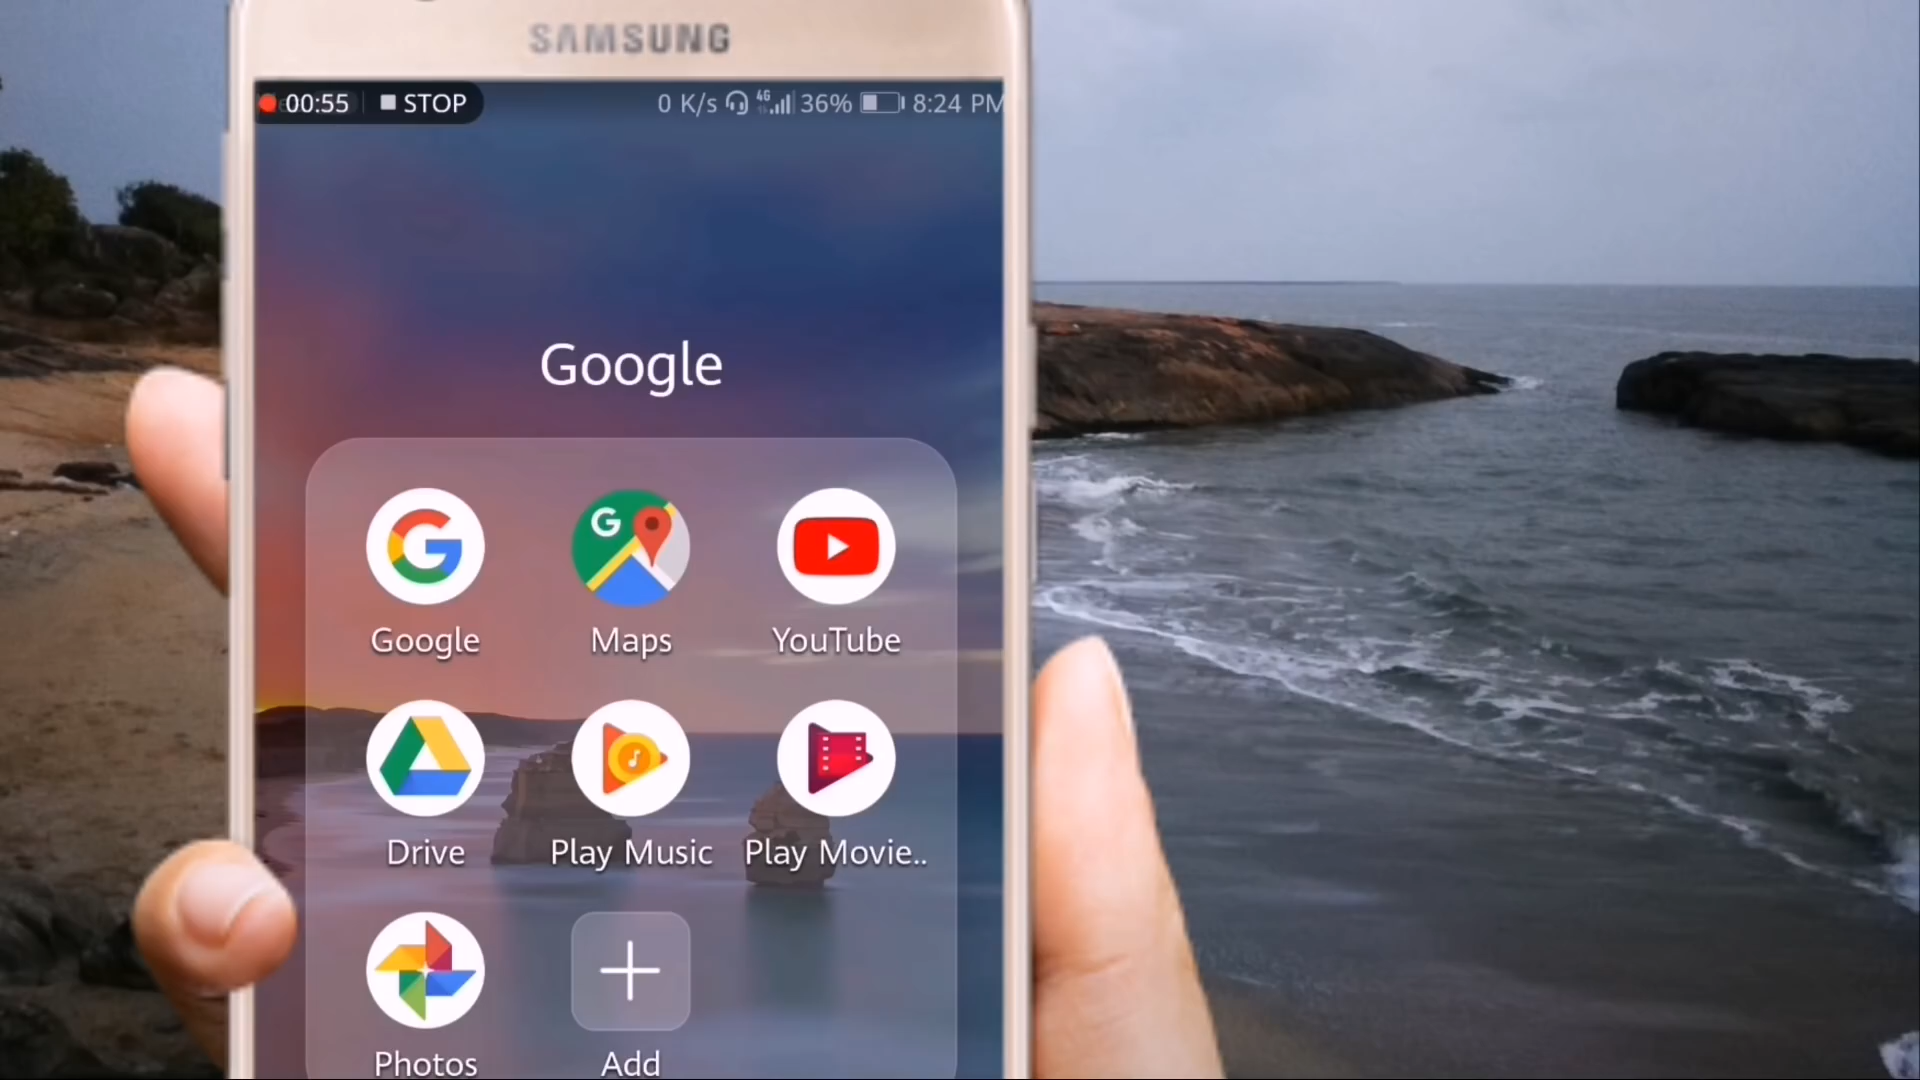 SAMSUNG
00:55 STOP 0 K/s 4G 36% 8:24 PM
Google
G
Google Maps YouTube
Drive Play Music Play Movie..
Photos Add